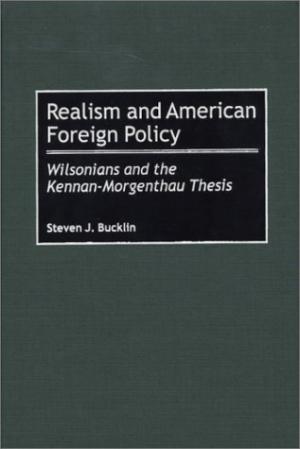 Realism and American
Foreign Policy
Wilsonians and the
Kennan-Morgenthau Thesis
Steven J. Bucklin